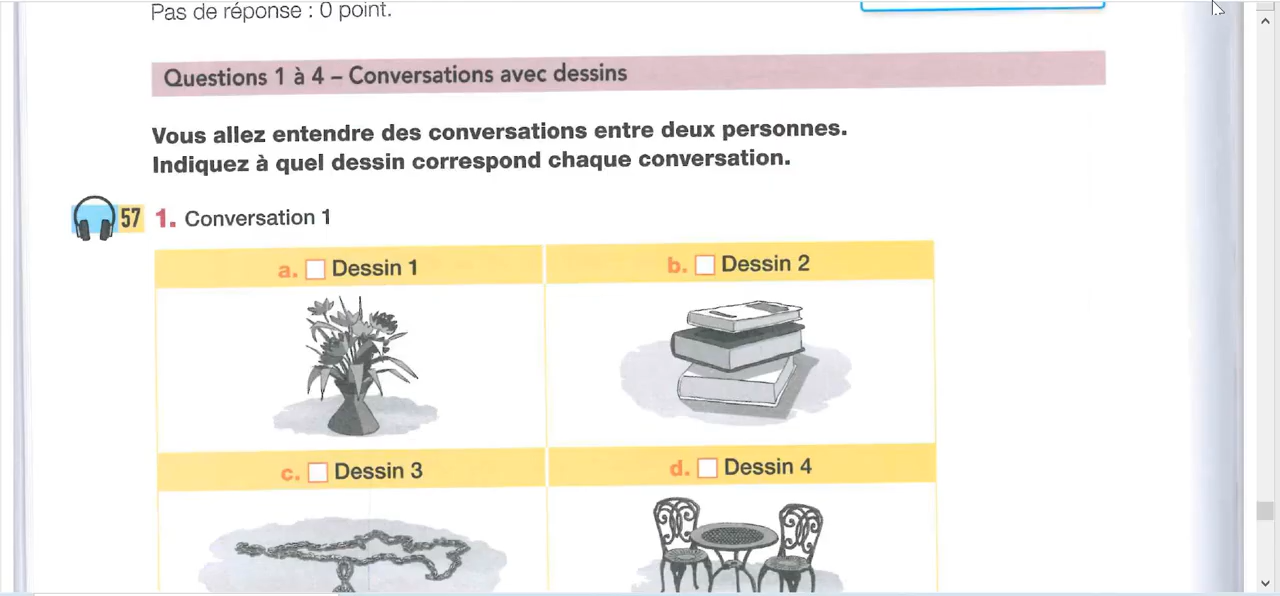 Pas de réponse : 0 point.
Questions 1 à 4 – Conversations avec dessins
Vous allez entendre des conversations entre deux personnes.
Indiquez à quel dessin correspond chaque conversation.
57 1. Conversation 1
a. Dessin 1
b. Dessin 2
c. Dessin 3
d. Dessin 4